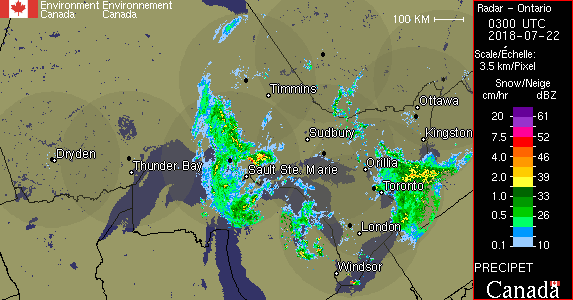 Environment Environnement
Canada Canada
100 KM
Timmins
Ottawa
Sudbury
Kingston
Dryden
Thunder Bay
Sault Ste. Marie
Orillia
Toronto
London
Windsor
Radar - Ontario
0300 UTC
2018-07-22
Scale/Échelle:
3.5 km/Pixel
Snow/Neige
cm/hr dBZ
20 61
7.5 57
5.0 52
4.0 46
2.0 39
1.0 33
0.5 26
0.1 10
PRECIPET
Canada